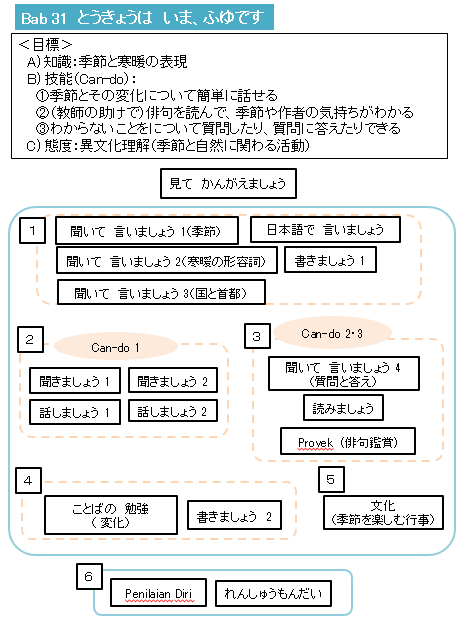 Bab 31 とうきょうは いま、ふゆです
＜目標＞
A)知識：季節と寒暖の表現
B)技能(Can-do)：
①季節とその変化について簡単に話せる
②(教師の助けで)俳句を読んで、季節や作者の気持ちがわかる
③わからないことをについて質問したり、質問に答えたりできる
C)態度：異文化理解(季節と自然に関わる活動)
見て かんがえましょう
1
聞いて 言いましょう 1(季節)
日本語で 言いましょう
聞いて 言いましょう 2(寒暖の形容詞)
書きましょう 1
聞いて 言いましょう 3(国と首都)
2
Can-do 1
聞きましょう 1
聞きましょう 2
話しましょう 1
話しましょう 2
3
Can-do 2・3
聞いて 言いましょう 4
(質問と答え)
読みましょう
Proyek (俳句鑑賞)
4
ことばの 勉強
(変化)
書きましょう 2
5
文化
(季節を楽しむ行事)
6
Penilaian Diri
れんしゅうもんだい